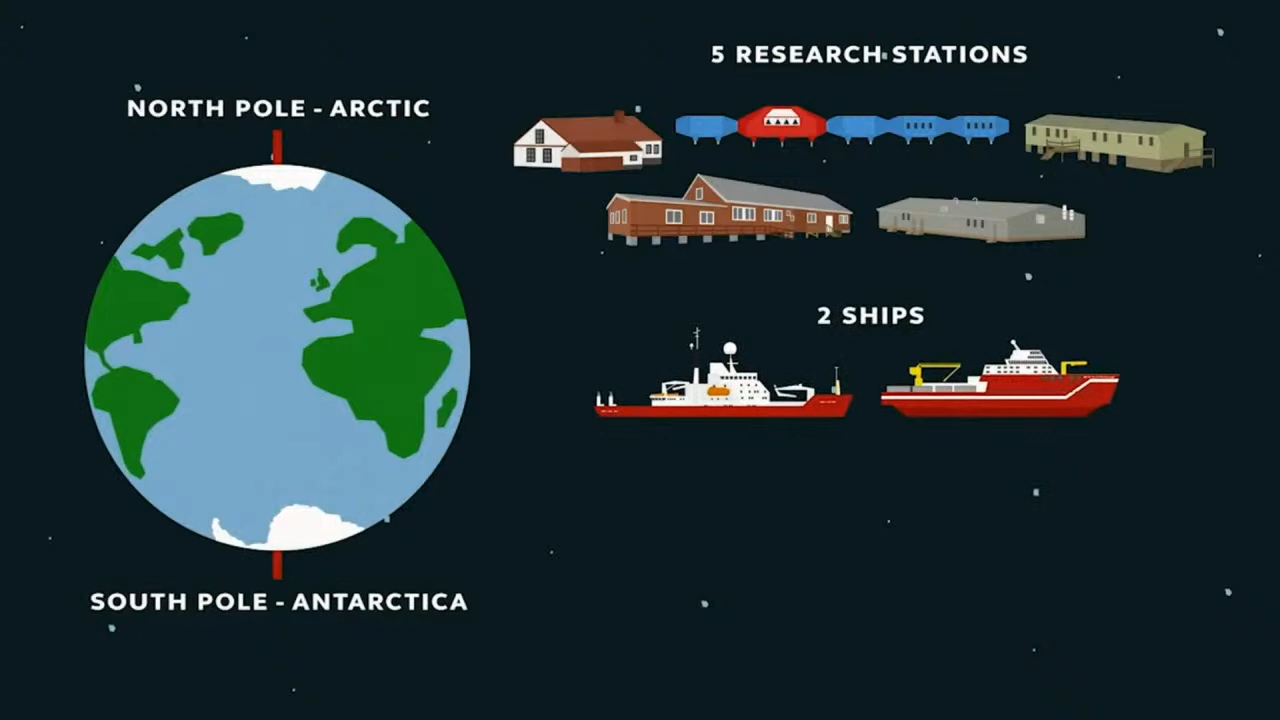 NORTH POLE - ARCTIC
SOUTH POLE - ANTARCTICA
5 RESEARCH STATIONS
2 SHIPS